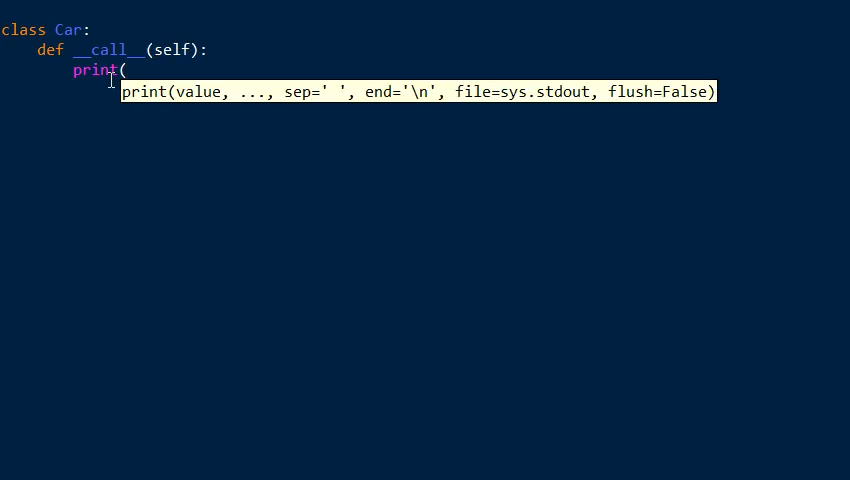 class Car:
    def __call__(self):
        print(
print(value, ..., sep=' ', end='\n', file=sys.stdout, flush=False)